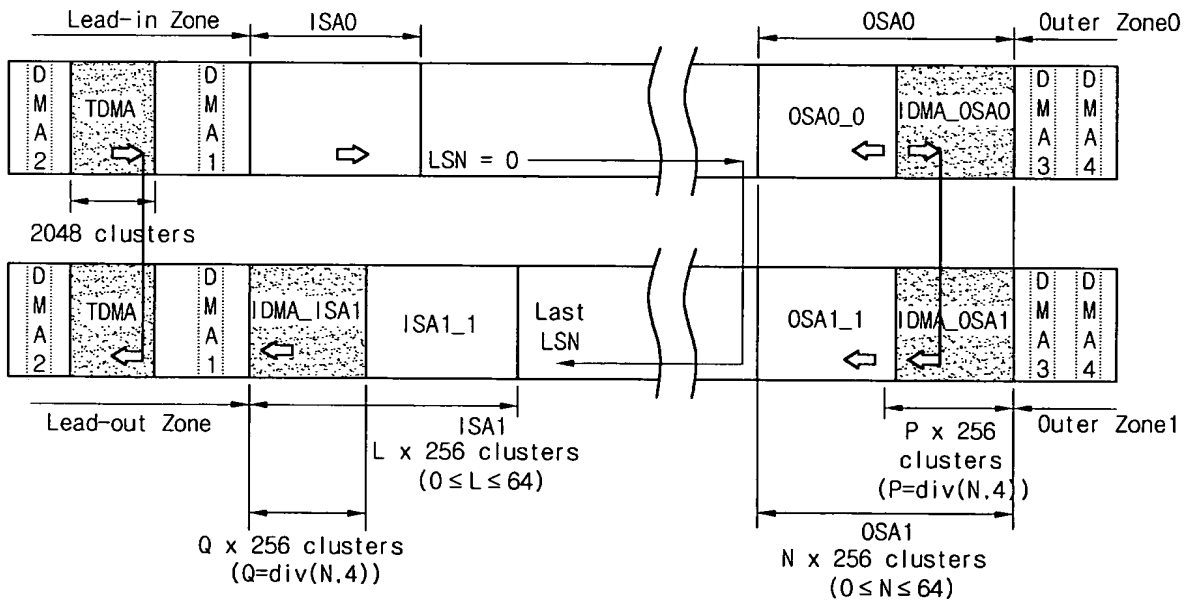 Lead-in Zone
ISA0
OSA0
Outer Zone0
DMA2
TDMA
DMA1
LSN = 0
OSA0_0
IDMA_OSA0
DMA3
DMA4
2048 clusters
DMA2
TDMA
DMA1
IDMA_ISA1
ISA1_1
Last
LSN
OSA1_1
IDMA_OSA1
DMA3
DMA4
Lead-out Zone
ISA1
L x 256 clusters
(0≤L≤64)
P x 256
clusters
(P=div(N,4))
Outer Zone1
Q x 256 clusters
(Q=div(N,4))
OSA1
N x 256 clusters
(0≤N≤64)